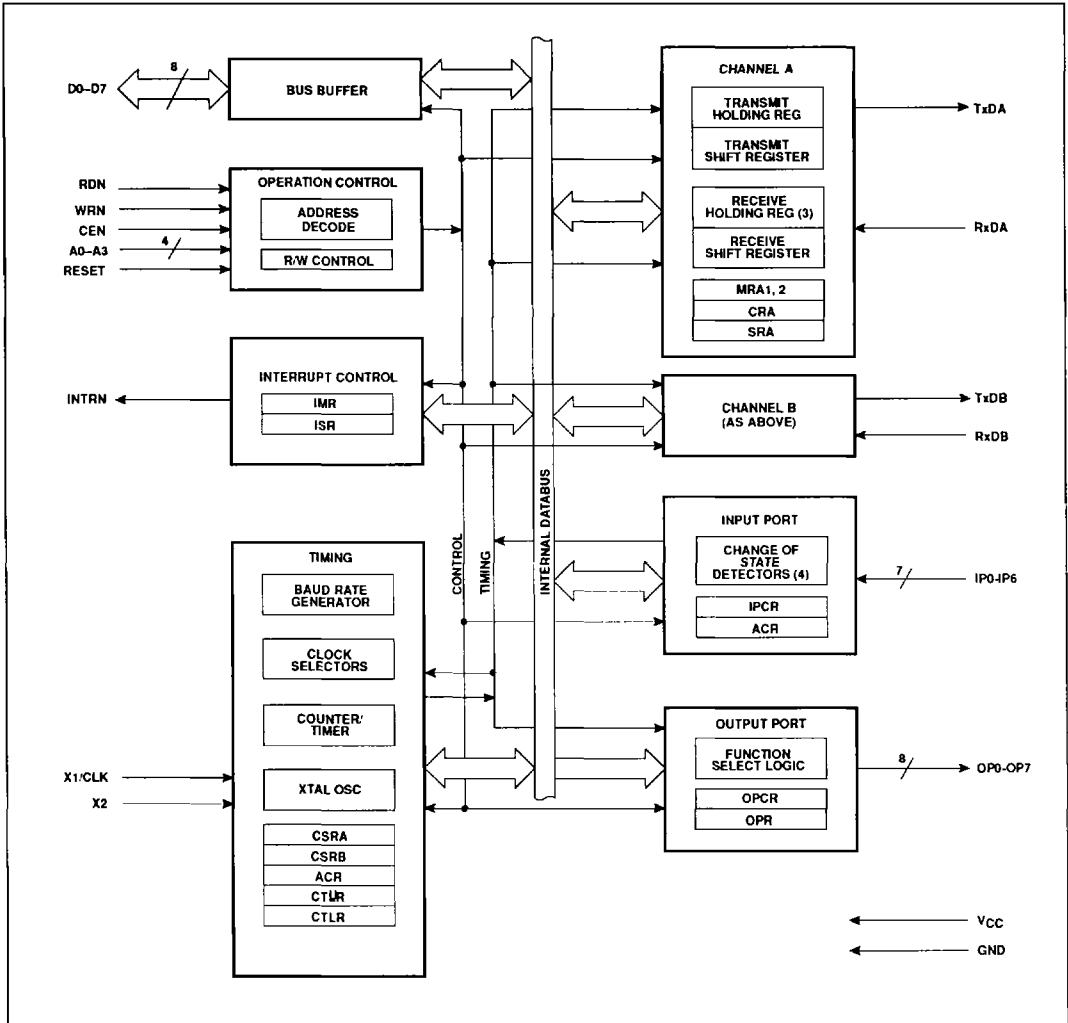 D0–D7
8
BUS BUFFER
RDN
WRN
CEN
A0–A3
4
RESET
OPERATION CONTROL
ADDRESS
DECODE
R/W CONTROL
INTRN
INTERRUPT CONTROL
IMR
ISR
TIMING
BAUD RATE
GENERATOR
CLOCK
SELECTORS
COUNTER/
TIMER
X1/CLK
X2
XTAL OSC
CSRA
CSRB
ACR
CTUR
CTLR
CONTROL
TIMING
INTERNAL DATABUS
CHANNEL A
TRANSMIT
HOLDING REG
TRANSMIT
SHIFT REGISTER
RECEIVE
HOLDING REG (3)
RECEIVE
SHIFT REGISTER
MRA1, 2
CRA
SRA
TxDA
RxDA
CHANNEL B
(AS ABOVE)
TxDB
RxDB
INPUT PORT
CHANGE OF
STATE
DETECTORS (4)
IPCR
ACR
7
IP0-IP6
OUTPUT PORT
FUNCTION
SELECT LOGIC
OPCR
OPR
8
OP0-OP7
VCC
GND